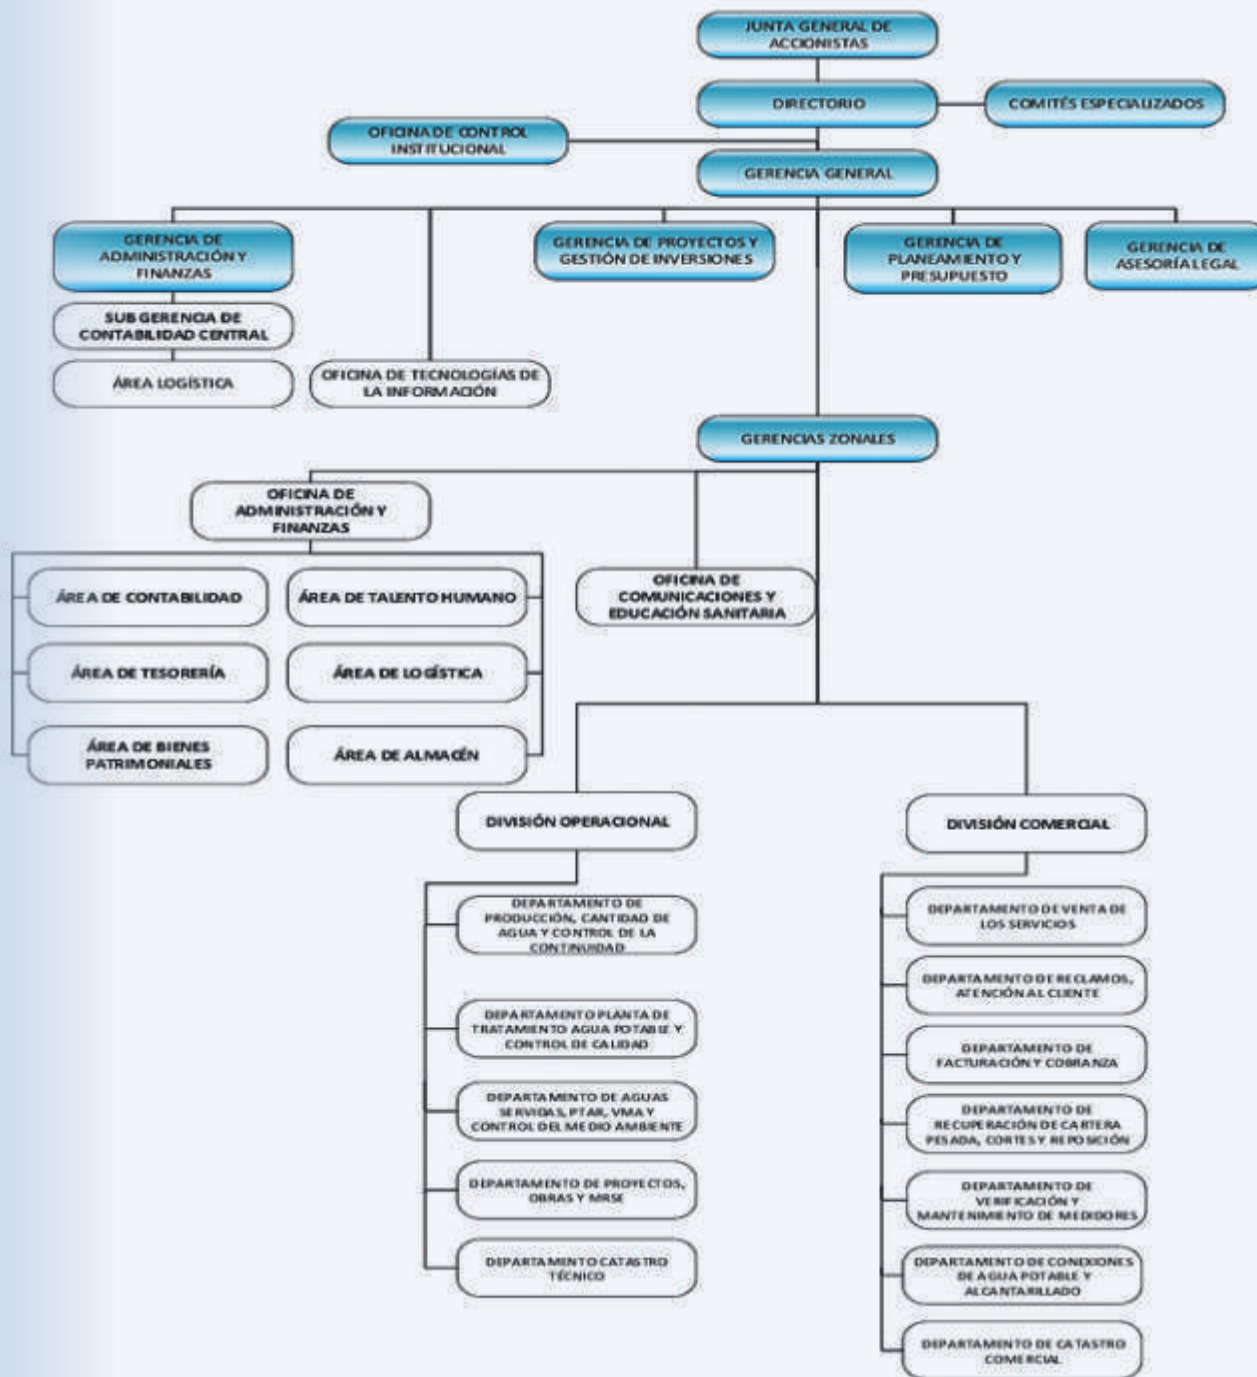 JUNTA GENERAL DE
ACCIONISTAS
DIRECTORIO
COMITÉS ESPECIALIZADOS
OFICINA DE CONTROL
INSTITUCIONAL
GERENCIA GENERAL
GERENCIA DE
ADMINISTRACIÓN Y
FINANZAS
GERENCIA DE PROYECTOS Y
GESTIÓN DE INVERSIONES
GERENCIA DE
PLANEAMIENTO Y
PRESUPUESTO
GERENCIA DE
ASESORÍA LEGAL
SUB GERENCIA DE
CONTABILIDAD CENTRAL
ÁREA LOGÍSTICA
OFICINA DE TECNOLOGÍAS DE
LA INFORMACIÓN
GERENCIAS ZONALES
OFICINA DE
ADMINISTRACIÓN Y
FINANZAS
OFICINA DE
COMUNICACIONES Y
EDUCACIÓN SANITARIA
ÁREA DE CONTABILIDAD
ÁREA DE TALENTO HUMANO
ÁREA DE TESORERÍA
ÁREA DE LOGÍSTICA
ÁREA DE BIENES
PATRIMONIALES
ÁREA DE ALMACÉN
DIVISIÓN OPERACIONAL
DEPARTAMENTO DE
PRODUCCIÓN, CANTIDAD DE
AGUA Y CONTROL DE LA
CONTINUIDAD
DEPARTAMENTO PLANTA DE
TRATAMIENTO AGUA POTABLE Y
CONTROL DE CALIDAD
DEPARTAMENTO DE AGUAS
SERVIDAS, PTAR, VMA Y
CONTROL DEL MEDIO AMBIENTE
DEPARTAMENTO DE PROYECTOS,
OBRAS Y MRSE
DEPARTAMENTO CATASTRO
TÉCNICO
DIVISIÓN COMERCIAL
DEPARTAMENTO DE VENTA DE
LOS SERVICIOS
DEPARTAMENTO DE RECLAMOS,
ATENCIÓN AL CLIENTE
DEPARTAMENTO DE
FACTURACIÓN Y COBRANZA
DEPARTAMENTO DE
RECUPERACIÓN DE CARTERA
PESADA, CORTES Y REPOSICIÓN
DEPARTAMENTO DE
VERIFICACIÓN Y
MANTENIMIENTO DE MEDIDORES
DEPARTAMENTO DE CONEXIONES
DE AGUA POTABLE Y
ALCANTARILLADO
DEPARTAMENTO DE CATASTRO
COMERCIAL